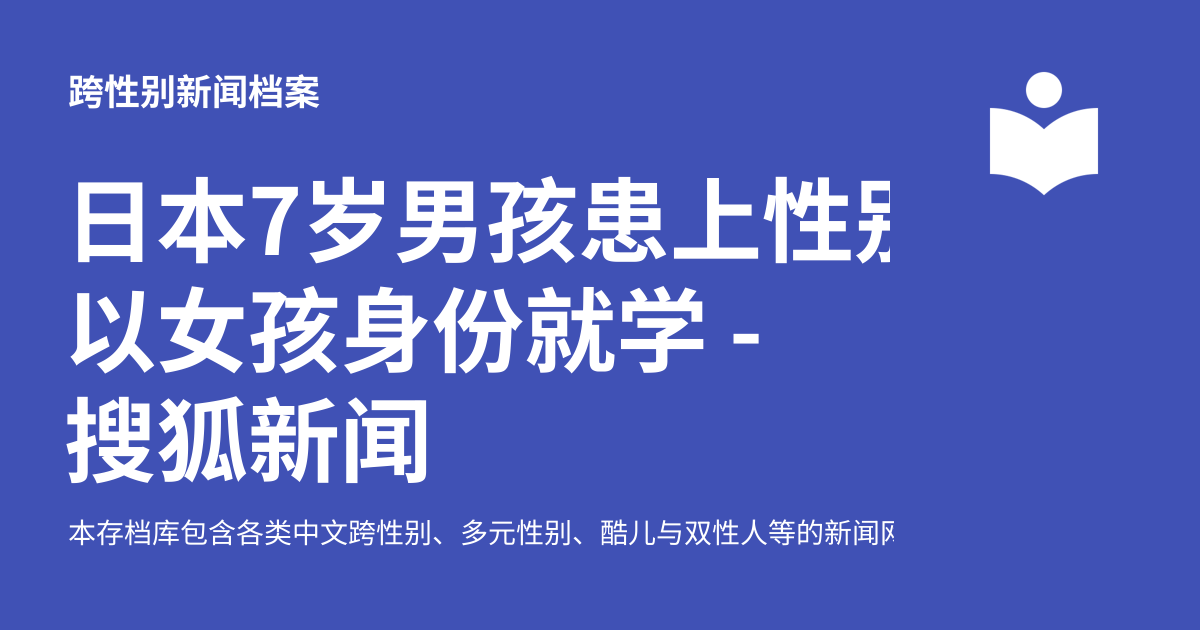 跨性别新闻档案
日本7岁男孩患上性别
以女孩身份就学 -
搜狐新闻
本存档库包含各类中文跨性别、多元性别、酷儿与双性人等的新闻网